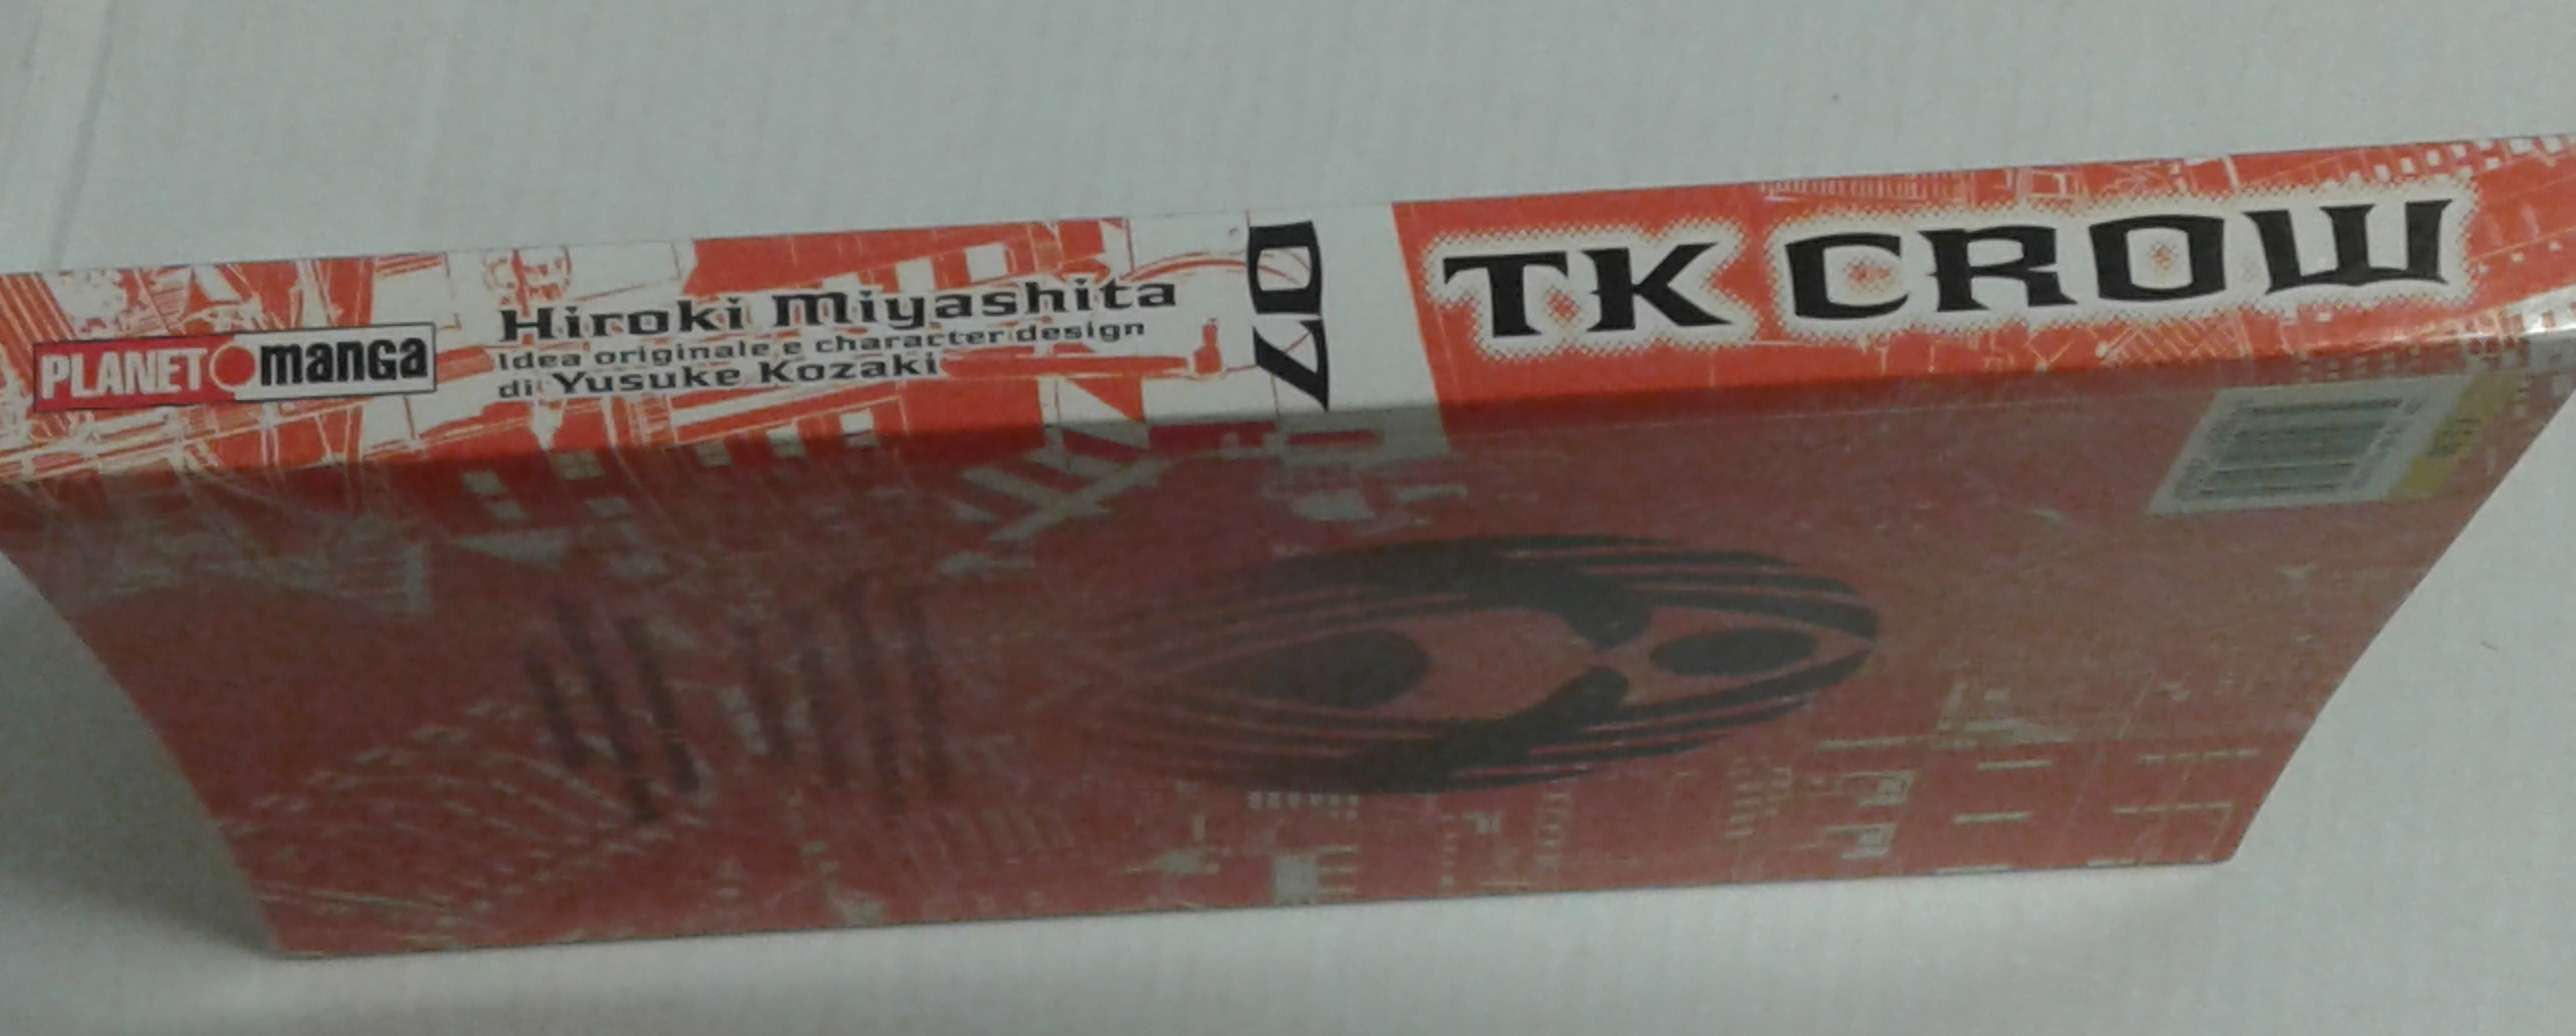 PLANET manga
Hiroki Miyashita
Idea originale e character design
di Yusuke Kozaki
07
TK CROW